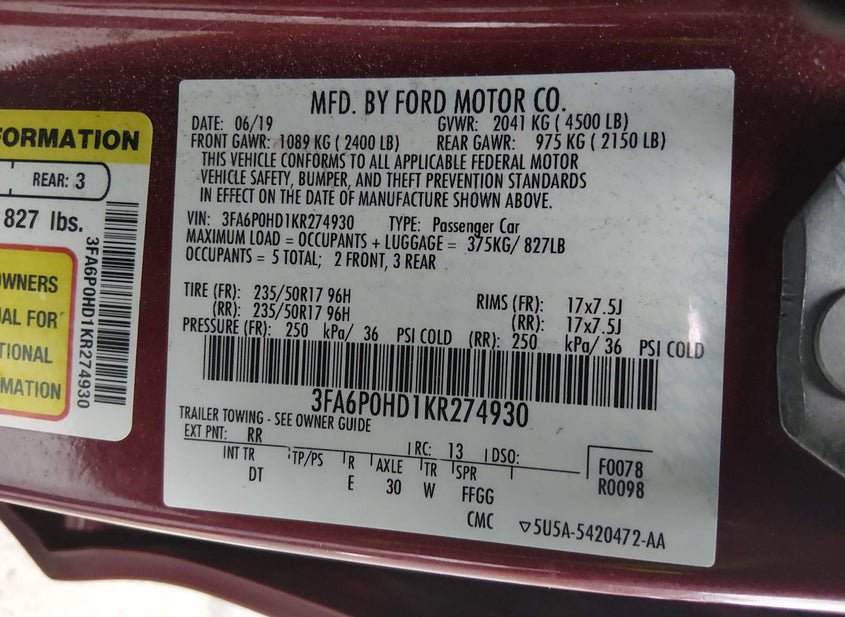 MFD. BY FORD MOTOR CO.
DATE: 06/19 GVWR: 2041 KG ( 4500 LB)
FRONT GAWR: 1089 KG ( 2400 LB) REAR GAWR: 975 KG ( 2150 LB)
THIS VEHICLE CONFORMS TO ALL APPLICABLE FEDERAL MOTOR
VEHICLE SAFETY, BUMPER, AND THEFT PREVENTION STANDARDS
IN EFFECT ON THE DATE OF MANUFACTURE SHOWN ABOVE.
VIN: 3FA6P0HD1KR274930 TYPE: Passenger Car
MAXIMUM LOAD = OCCUPANTS + LUGGAGE = 375KG/ 827LB
OCCUPANTS = 5 TOTAL; 2 FRONT, 3 REAR
TIRE (FR): 235/50R17 96H RIMS (FR): 17x7.5J
(RR): 235/50R17 96H (RR): 17x7.5J
PRESSURE (FR): 250 kPa/ 36 PSI COLD (RR): 250 kPa/ 36 PSI COLD
3FA6P0HD1KR274930
TRAILER TOWING - SEE OWNER GUIDE
EXT PNT: RR RC: 13 DSO:
INT TR TP/PS R AXLE TR SPR
DT E 30 W FFGG
CMC
F0078
R0098
▽5U5A-5420472-AA
FORMATION
REAR: 3
827 lbs.
OWNERS
AL FOR
TIONAL
RMATION
3FA6P0HD1KR274930